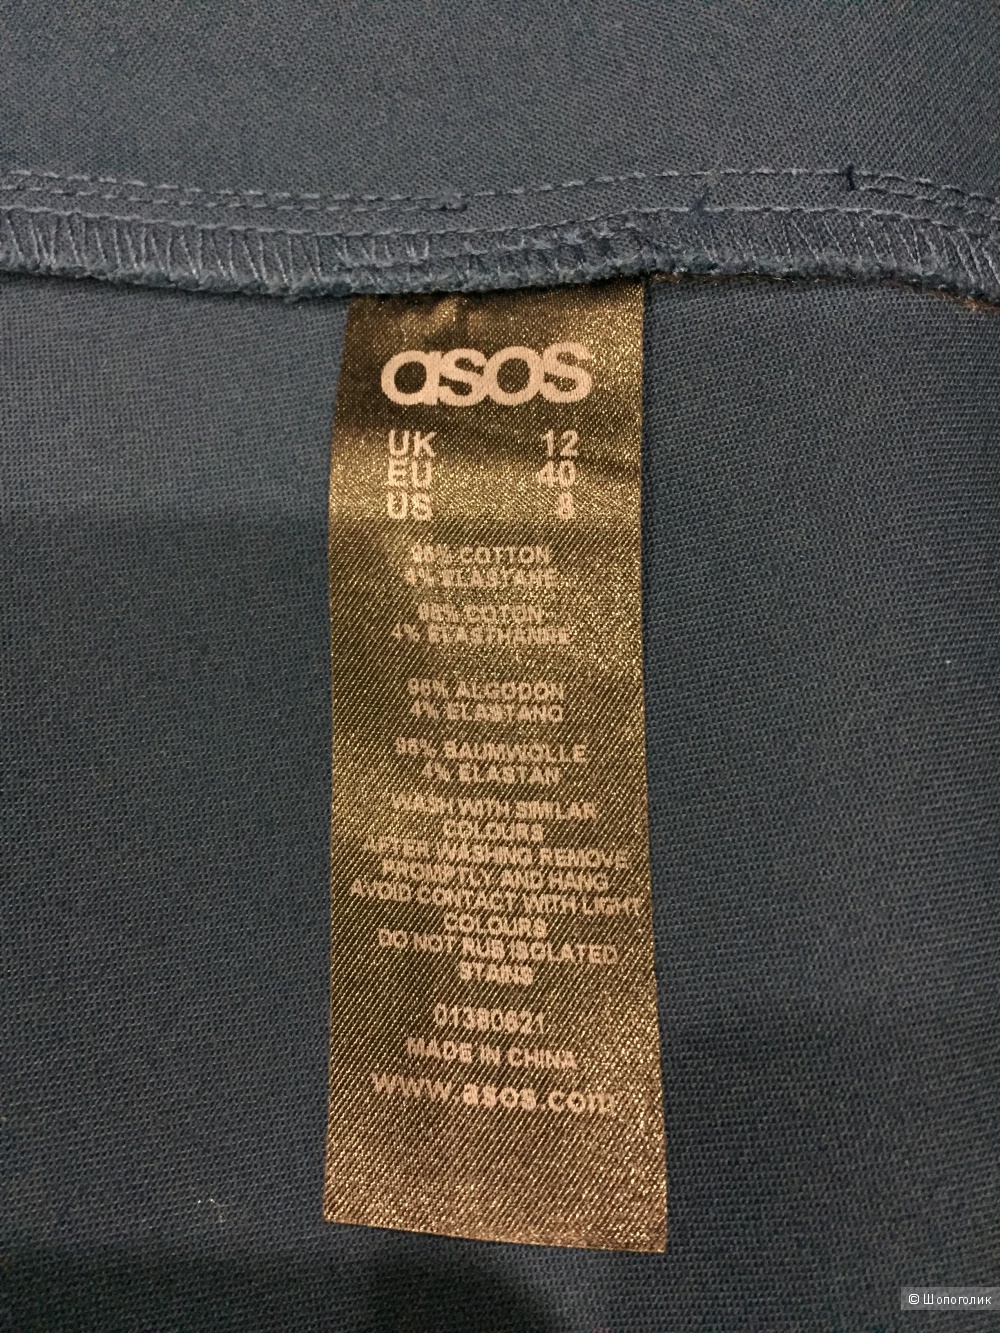 asos
UK 12
EU 40
US 8
96% COTTON
4% ELASTANE
96% COTON
4% ELASTHANNE
96% ALGODON
4% ELASTANO
96% BAUMWOLLE
4% ELASTAN
WASH WITH SIMILAR
COLOURS
AFTER WASHING REMOVE
PROMPTLY AND HANG
AVOID CONTACT WITH LIGHT
COLOURS
DO NOT RUB ISOLATED
STAINS
01380621
MADE IN CHINA
www.asos.com
© Шопоголик